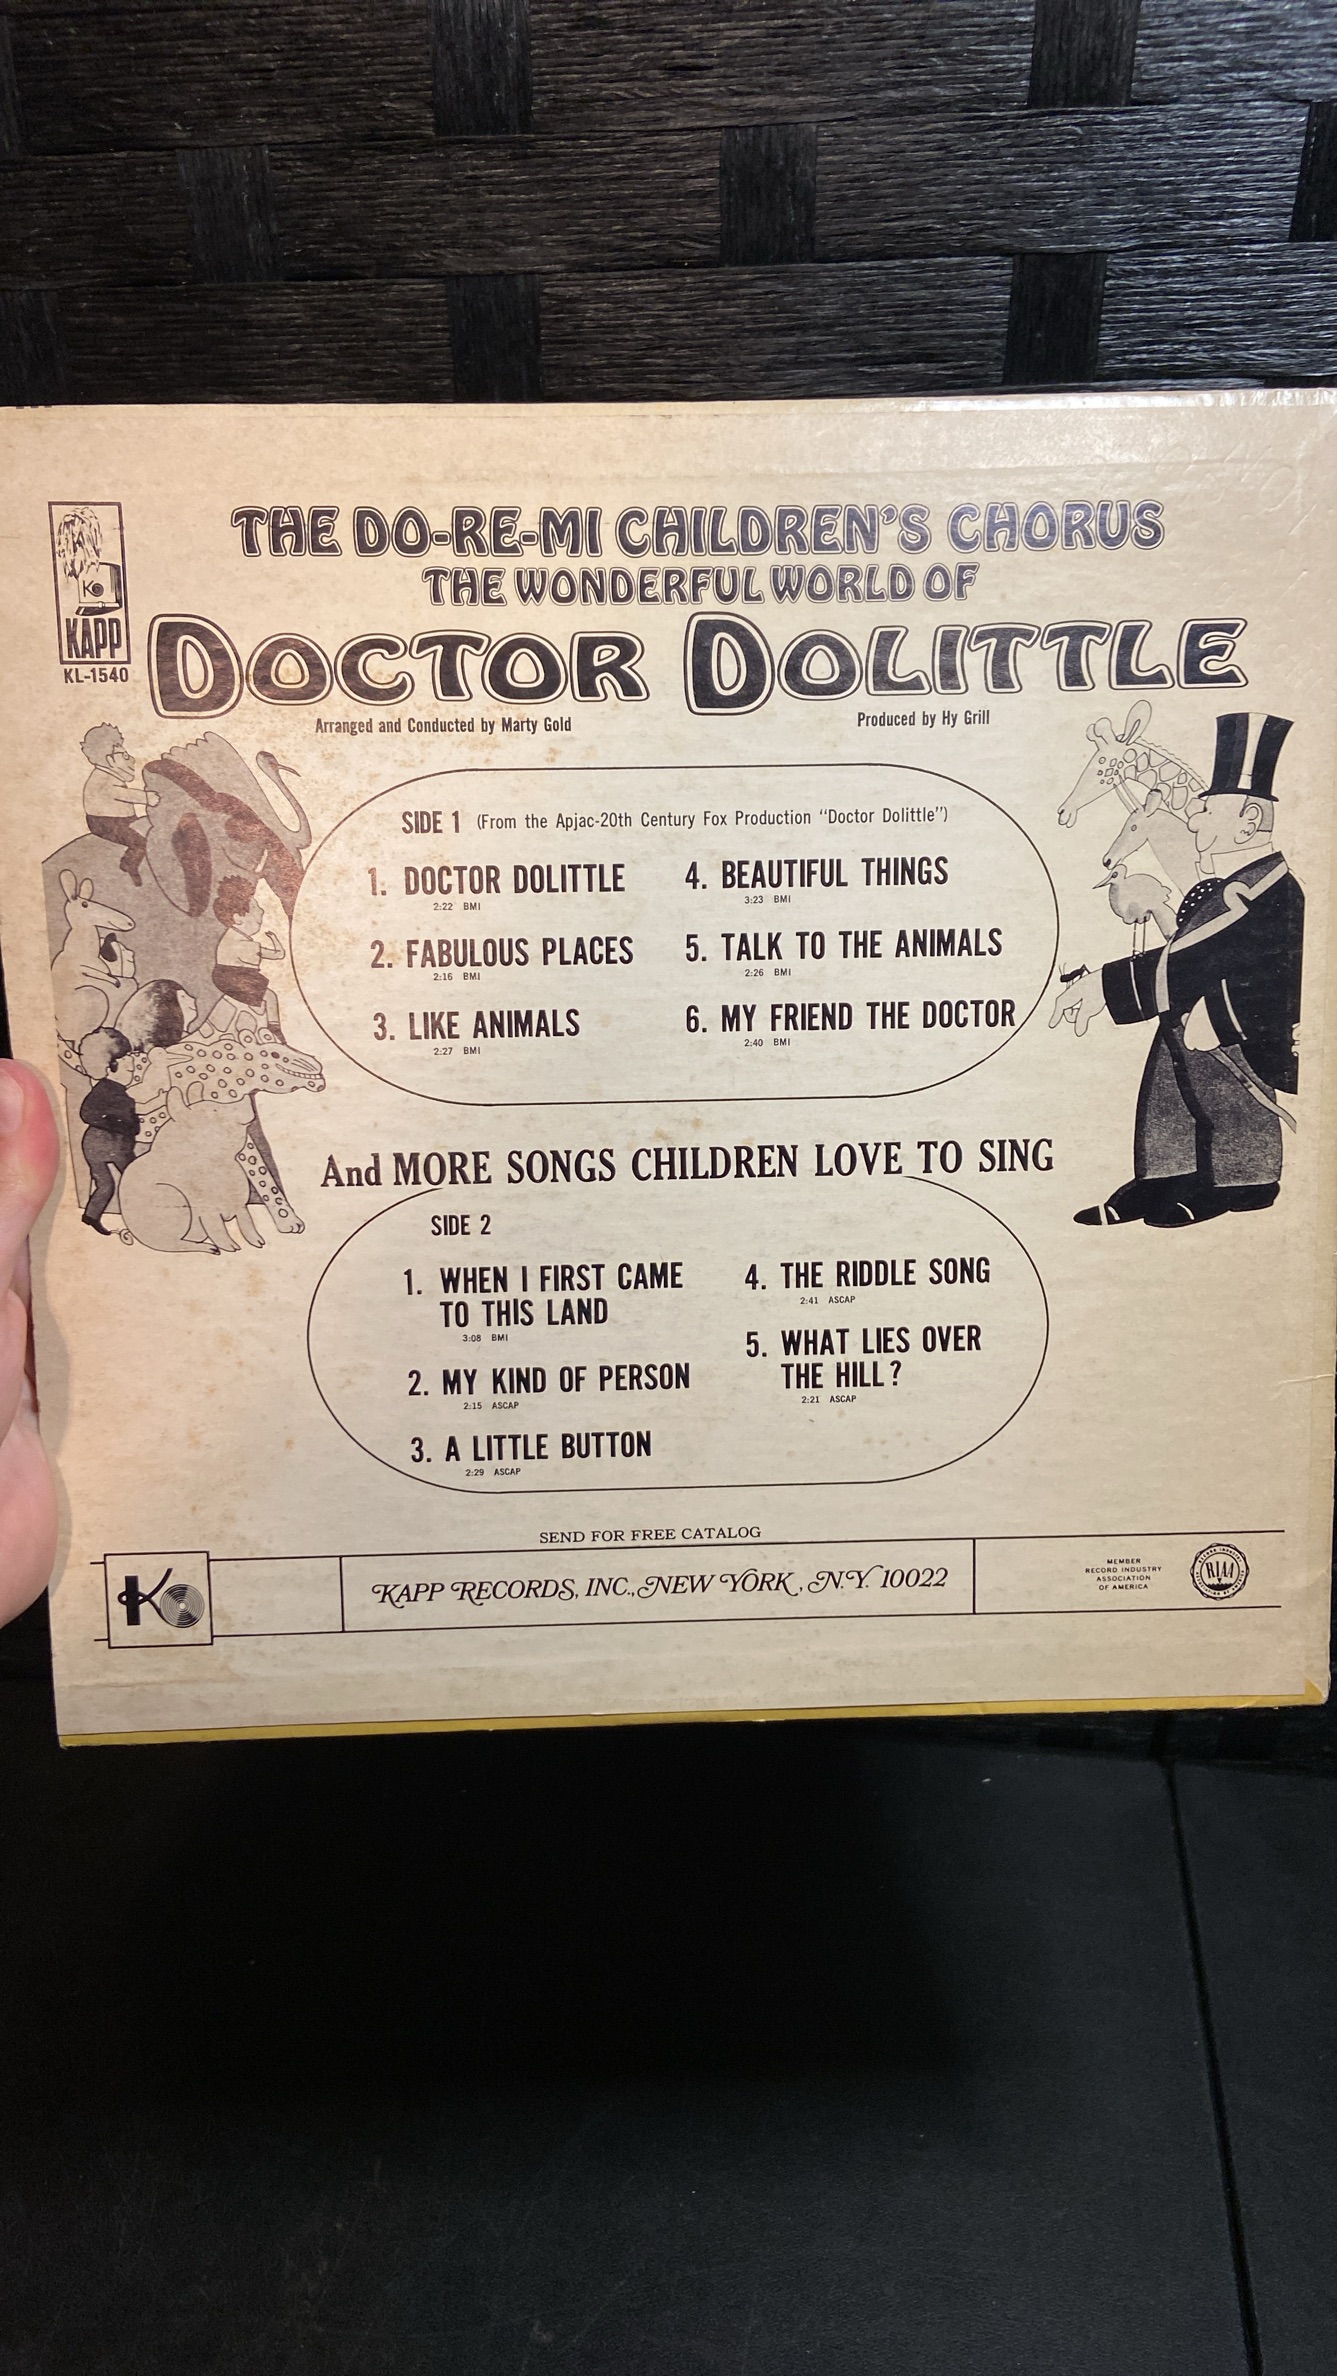 THE DO-RE-MI CHILDREN'S CHORUS
THE WONDERFUL WORLD OF
DOCTOR DOLITTLE
K
KAPP
KL-1540
Arranged and Conducted by Marty Gold
Produced by Hy Grill
SIDE 1 (From the Apjac-20th Century Fox Production "Doctor Dolittle")
1. DOCTOR DOLITTLE
2:22 BMI
2. FABULOUS PLACES
2:16 BMI
3. LIKE ANIMALS
2:27 BMI
4. BEAUTIFUL THINGS
3:23 BMI
5. TALK TO THE ANIMALS
2:26 BMI
6. MY FRIEND THE DOCTOR
2:40 BMI
And MORE SONGS CHILDREN LOVE TO SING
SIDE 2
1. WHEN I FIRST CAME
TO THIS LAND
3:08 BMI
2. MY KIND OF PERSON
2:15 ASCAP
3. A LITTLE BUTTON
2:29 ASCAP
4. THE RIDDLE SONG
2:41 ASCAP
5. WHAT LIES OVER
THE HILL?
2:21 ASCAP
SEND FOR FREE CATALOG
K
KAPP RECORDS, INC., NEW YORK, N.Y. 10022
MEMBER
RECORD INDUSTRY
ASSOCIATION
OF AMERICA
RIAA